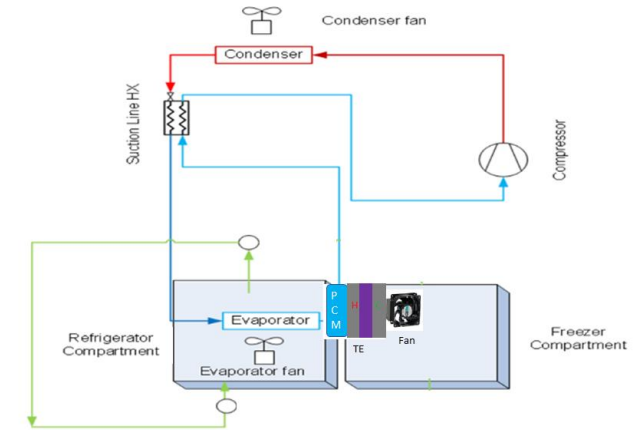 Condenser fan
Condenser
Suction Line HX
Compressor
P
C
M
H
Evaporator
Refrigerator
Compartment
Evaporator fan
TE
Fan
Freezer
Compartment